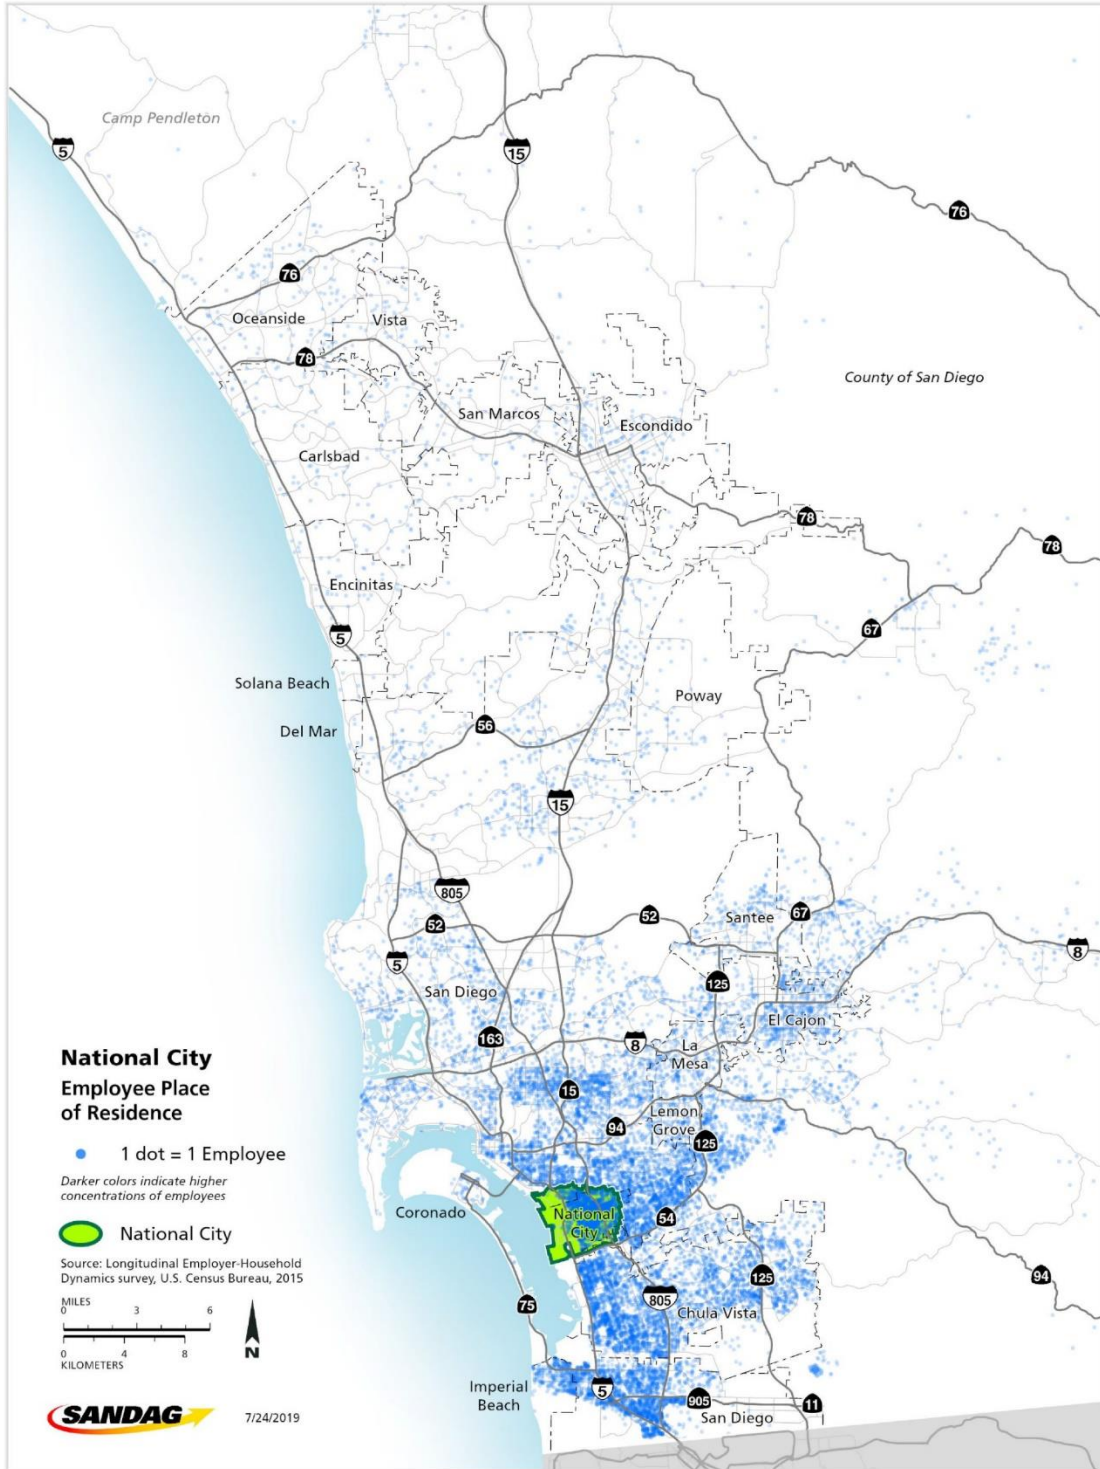 Camp Pendleton
5
15
76
76
Oceanside
Vista
78
County of San Diego
San Marcos
Escondido
Carlsbad
78
78
Encinitas
5
67
Solana Beach
Poway
56
Del Mar
15
805
Santee
67
52
52
5
8
San Diego
125
El Cajon
163
8
La
Mesa
15
Lemon
Grove
94
125
Coronado
National
City
54
125
94
75
805
Chula Vista
Imperial
Beach
5
905
San Diego
11
National City
Employee Place
of Residence
1 dot = 1 Employee
Darker colors indicate higher
concentrations of employees
National City
Source: Longitudinal Employer-Household
Dynamics survey, U.S. Census Bureau, 2015
MILES
0 3 6
0 4 8
KILOMETERS
N
SANDAG
7/24/2019